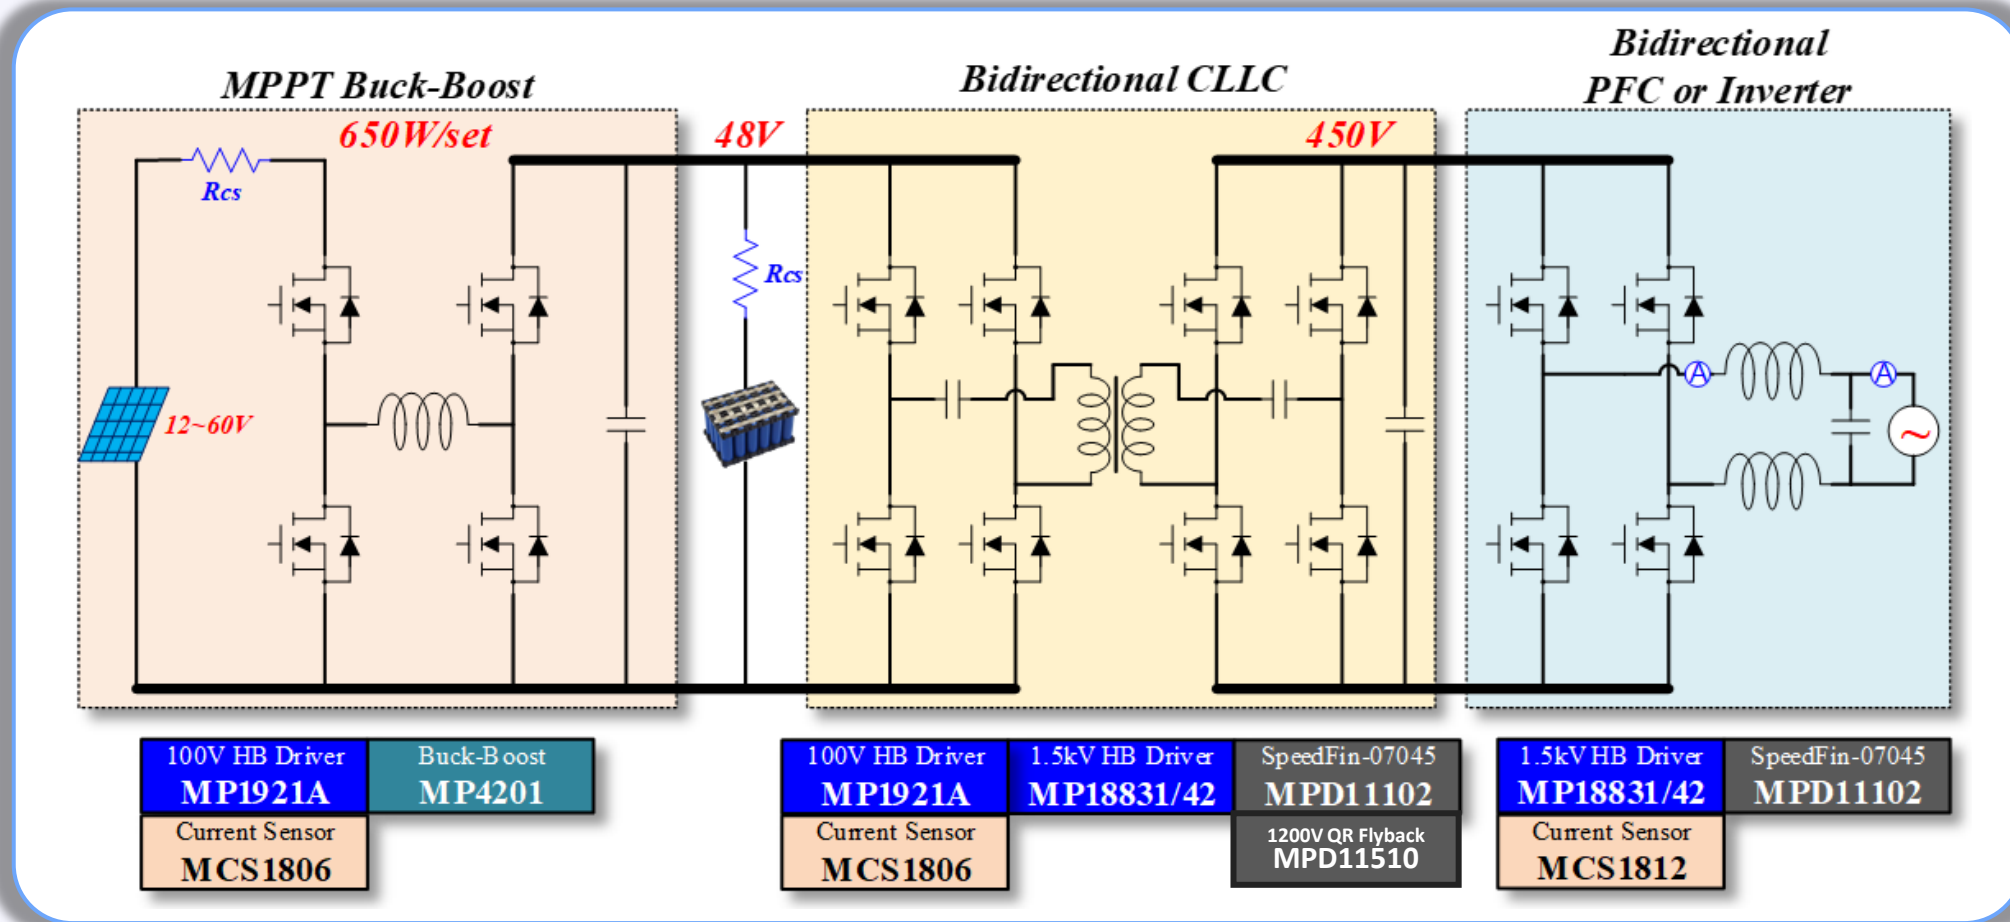 MPPT Buck-Boost
Bidirectional CLLC
Bidirectional
PFC or Inverter
650W/set
48V
450V
Rcs
Rcs
12~60V
A
A
100V HB Driver
MP1921A
Buck-Boost
MP4201
Current Sensor
MCS1806
100V HB Driver
MP1921A
1.5kV HB Driver
MP18831/42
SpeedFin-07045
MPD11102
Current Sensor
MCS1806
1200V QR Flyback
MPD11510
1.5kV HB Driver
MP18831/42
SpeedFin-07045
MPD11102
Current Sensor
MCS1812